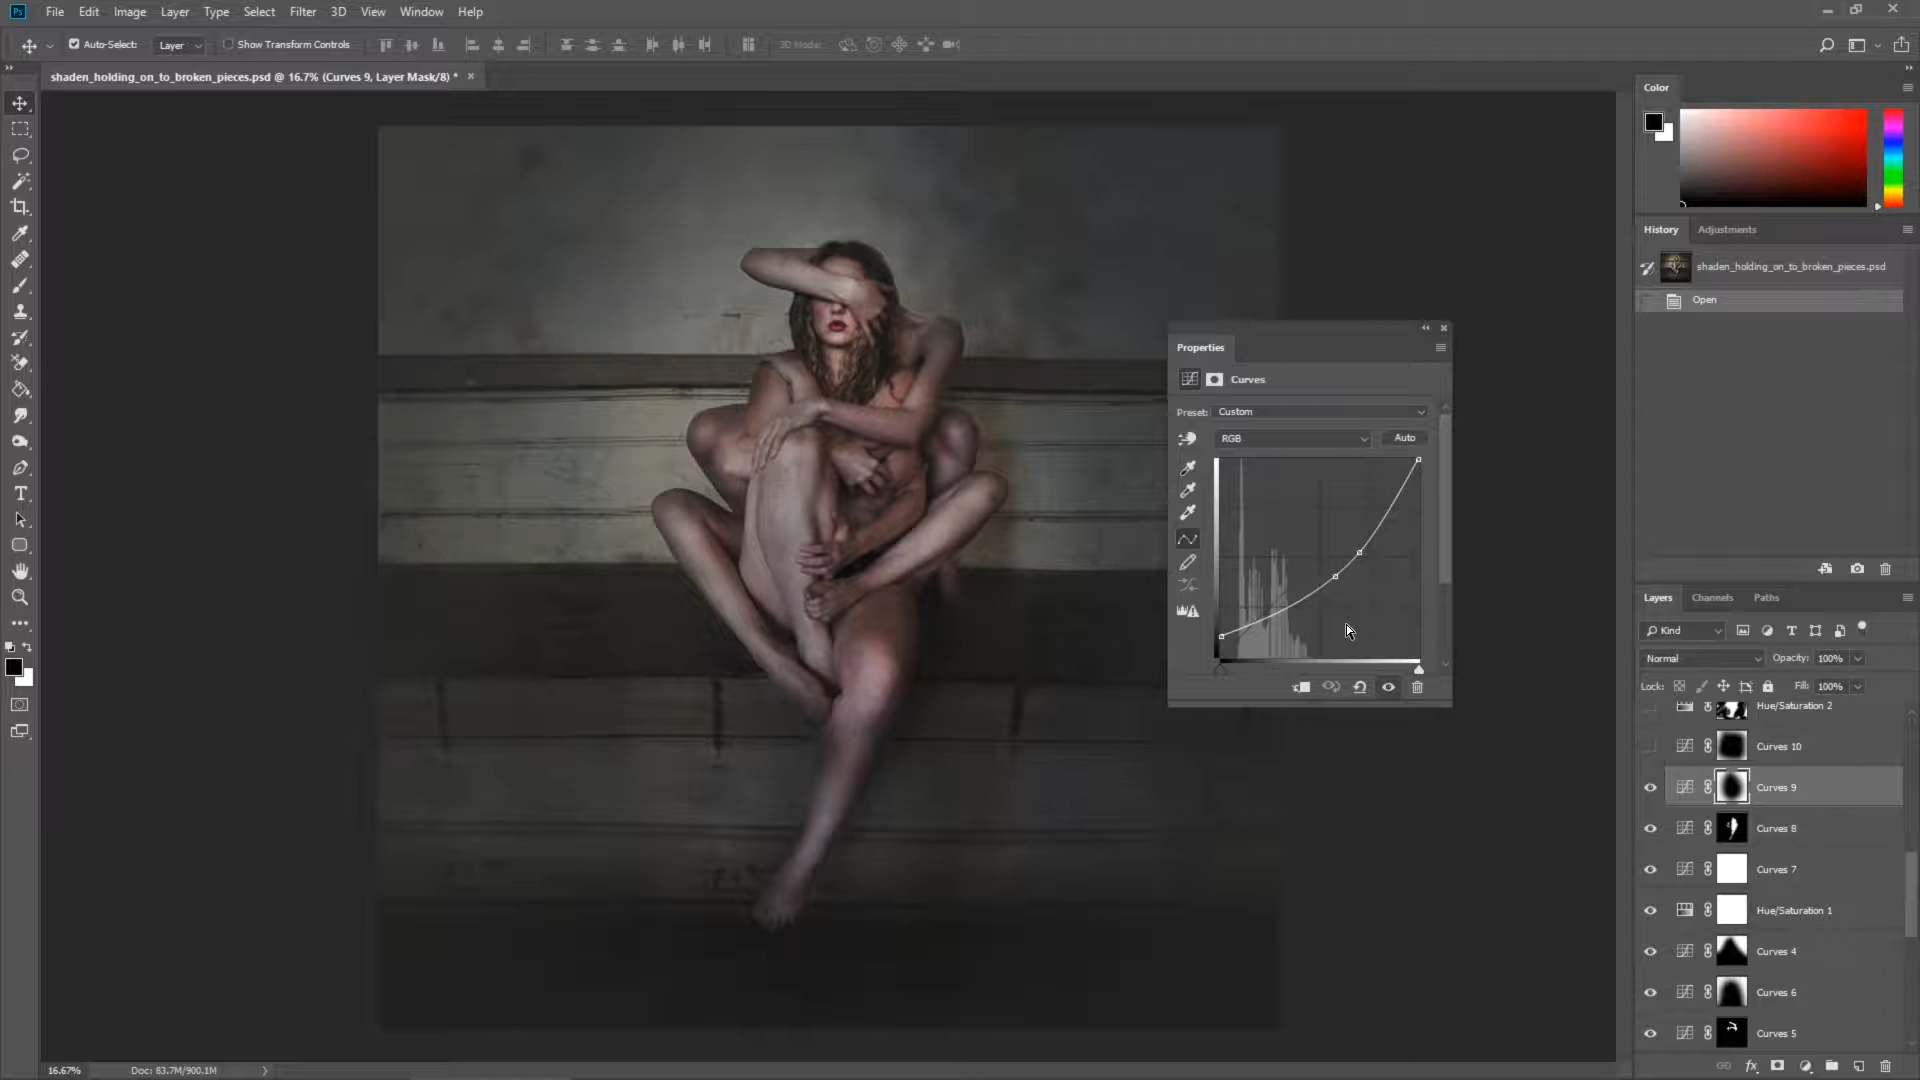 Ps File Edit Image Layer Type Select Filter 3D View Window Help
Auto-Select: Layer Show Transform Controls 3D Mode:
shaden_holding_on_to_broken_pieces.psd @ 16.7% (Curves 9, Layer Mask/8) *
Color
History Adjustments
shaden_holding_on_to_broken_pieces.psd
Open
Properties
Curves
Preset: Custom
RGB Auto
Layers Channels Paths
Kind
Normal Opacity: 100%
Lock: Fill: 100%
Hue/Saturation 2
Curves 10
Curves 9
Curves 8
Curves 7
Hue/Saturation 1
Curves 4
Curves 6
Curves 5
16.67% Doc: 83.7M/900.1M